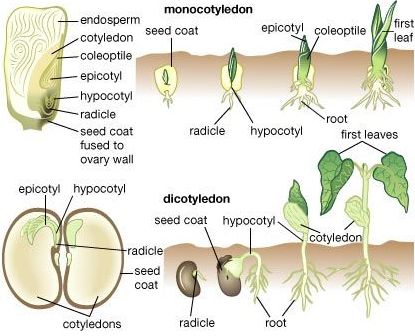 endosperm
cotyledon
coleoptile
epicotyl
hypocotyl
radicle
seed coat
fused to
ovary wall
monocotyledon
seed coat
epicotyl
coleoptile
first
leaf
radicle
hypocotyl
root
epicotyl
hypocotyl
radicle
seed
coat
cotyledons
dicotyledon
first leaves
seed coat
hypocotyl
cotyledon
radicle
root